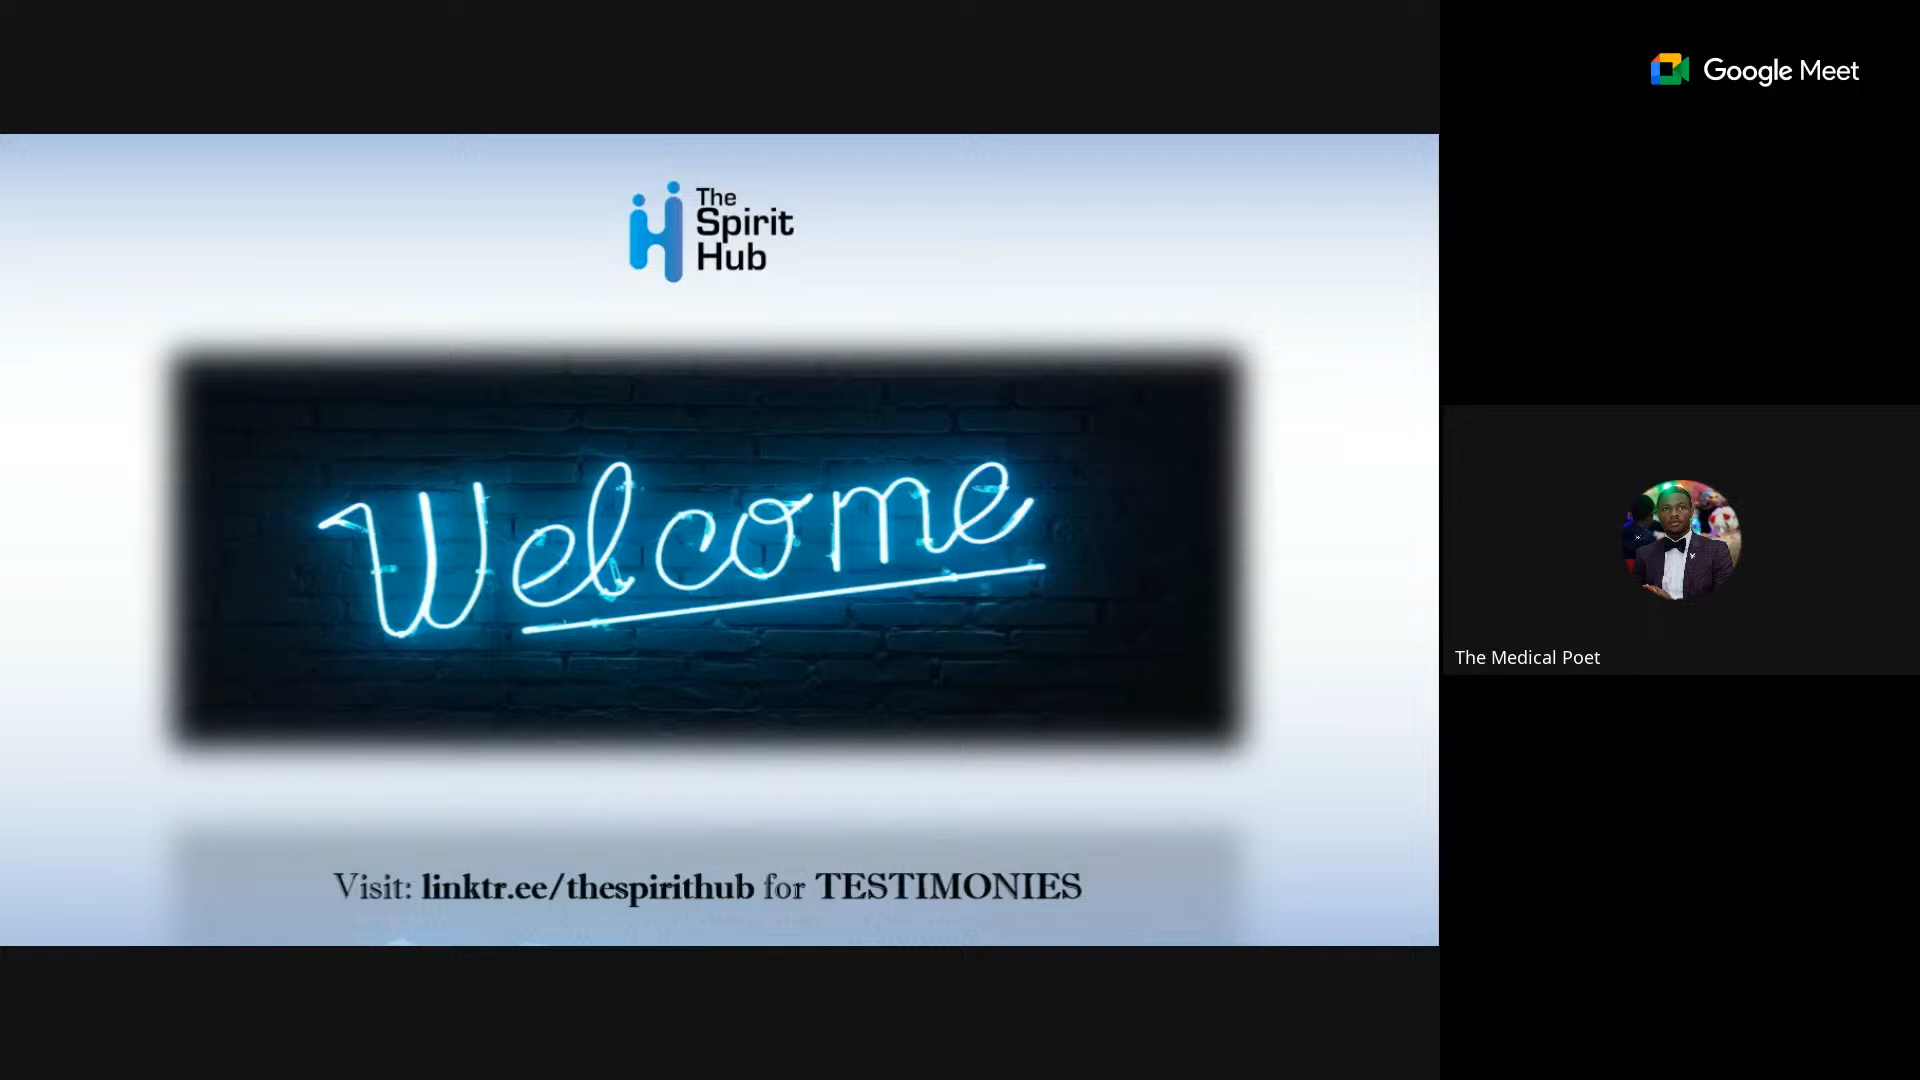 The
Spirit
Hub
Welcome
Visit: linktr.ee/thespirithub for TESTIMONIES
Google Meet
The Medical Poet